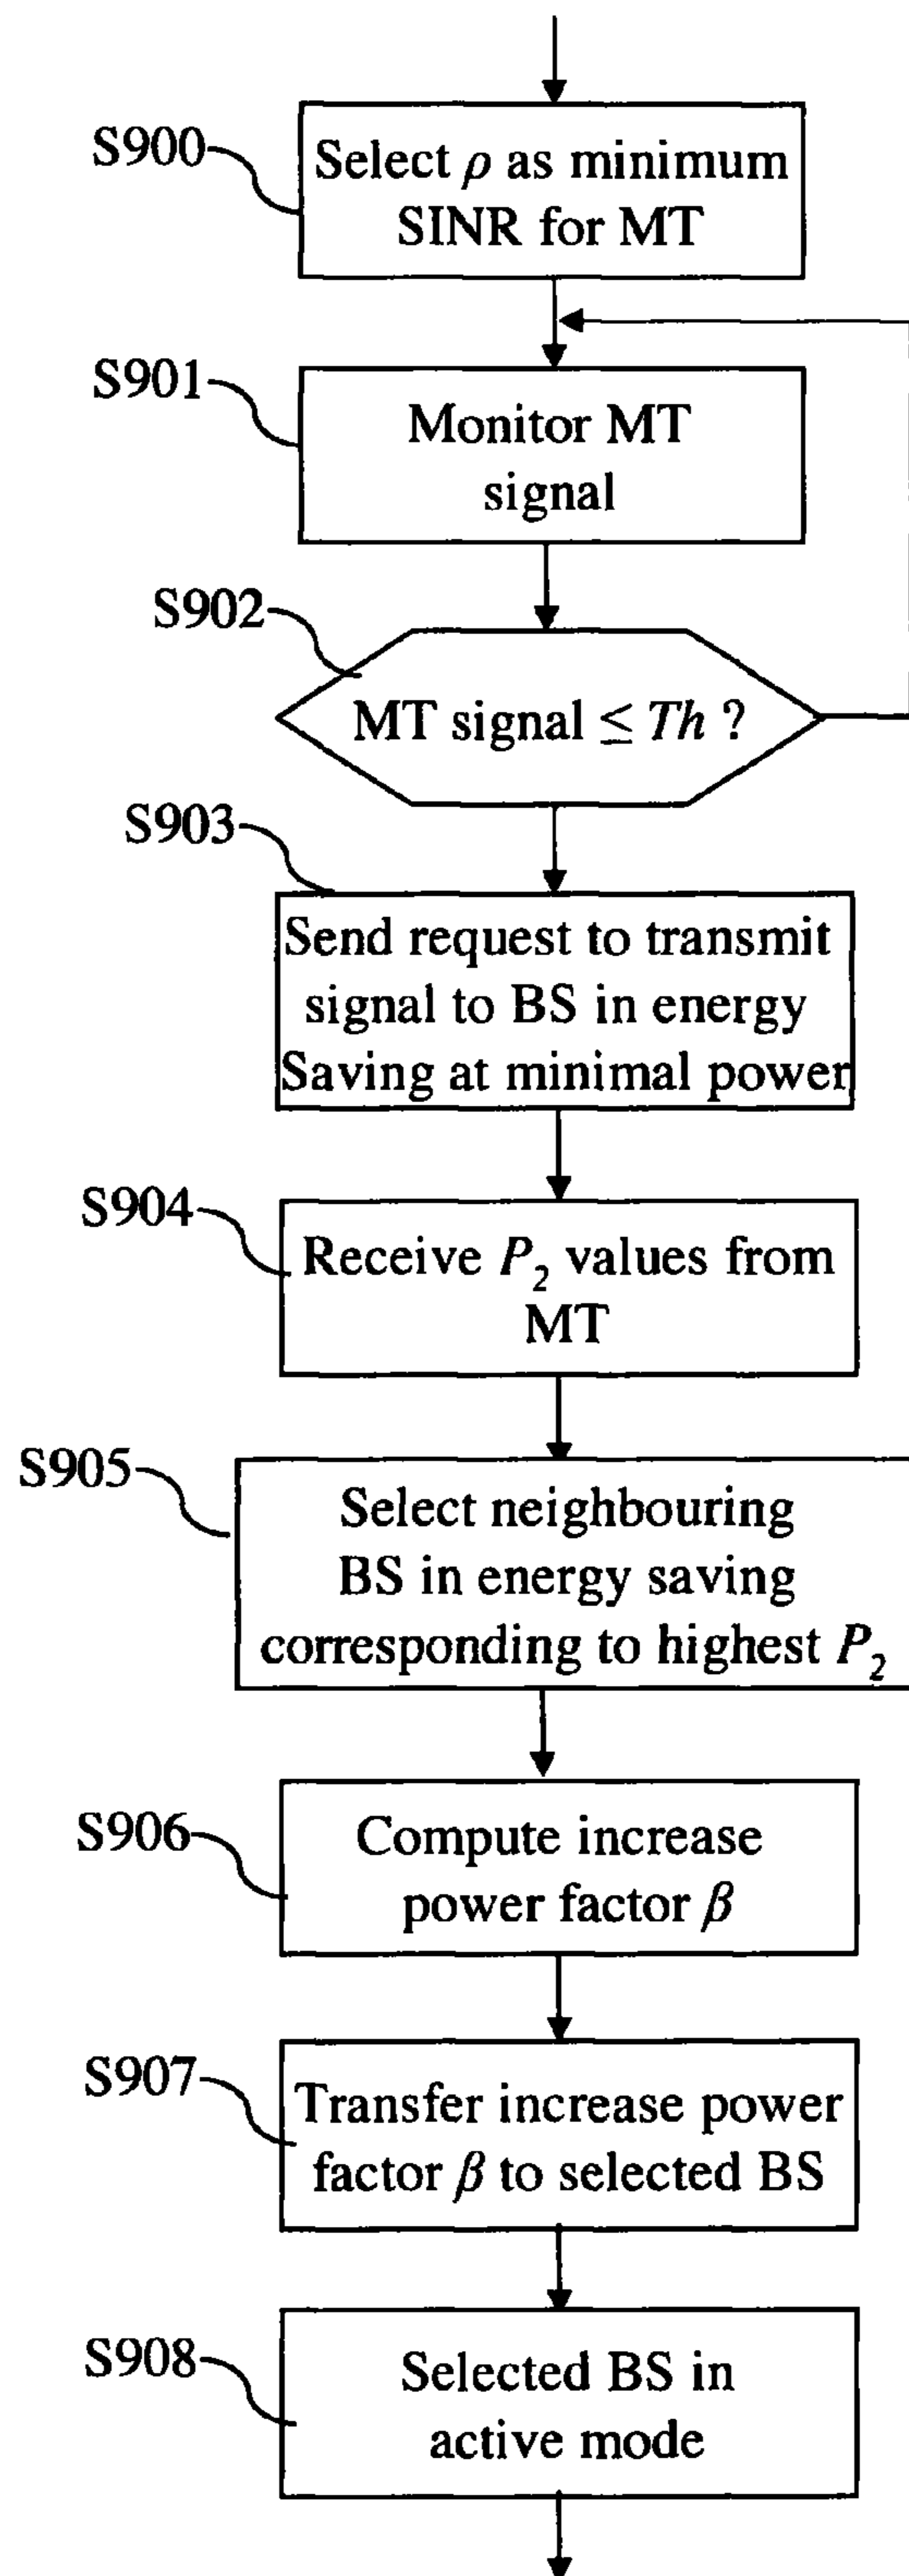 S900
Select ρ as minimum
SINR for MT
S901
Monitor MT
signal
S902
MT signal ≤ Th ?
S903
Send request to transmit
signal to BS in energy
Saving at minimal power
S904
Receive P₂ values from
MT
S905
Select neighbouring
BS in energy saving
corresponding to highest P₂
S906
Compute increase
power factor β
S907
Transfer increase power
factor β to selected BS
S908
Selected BS in
active mode